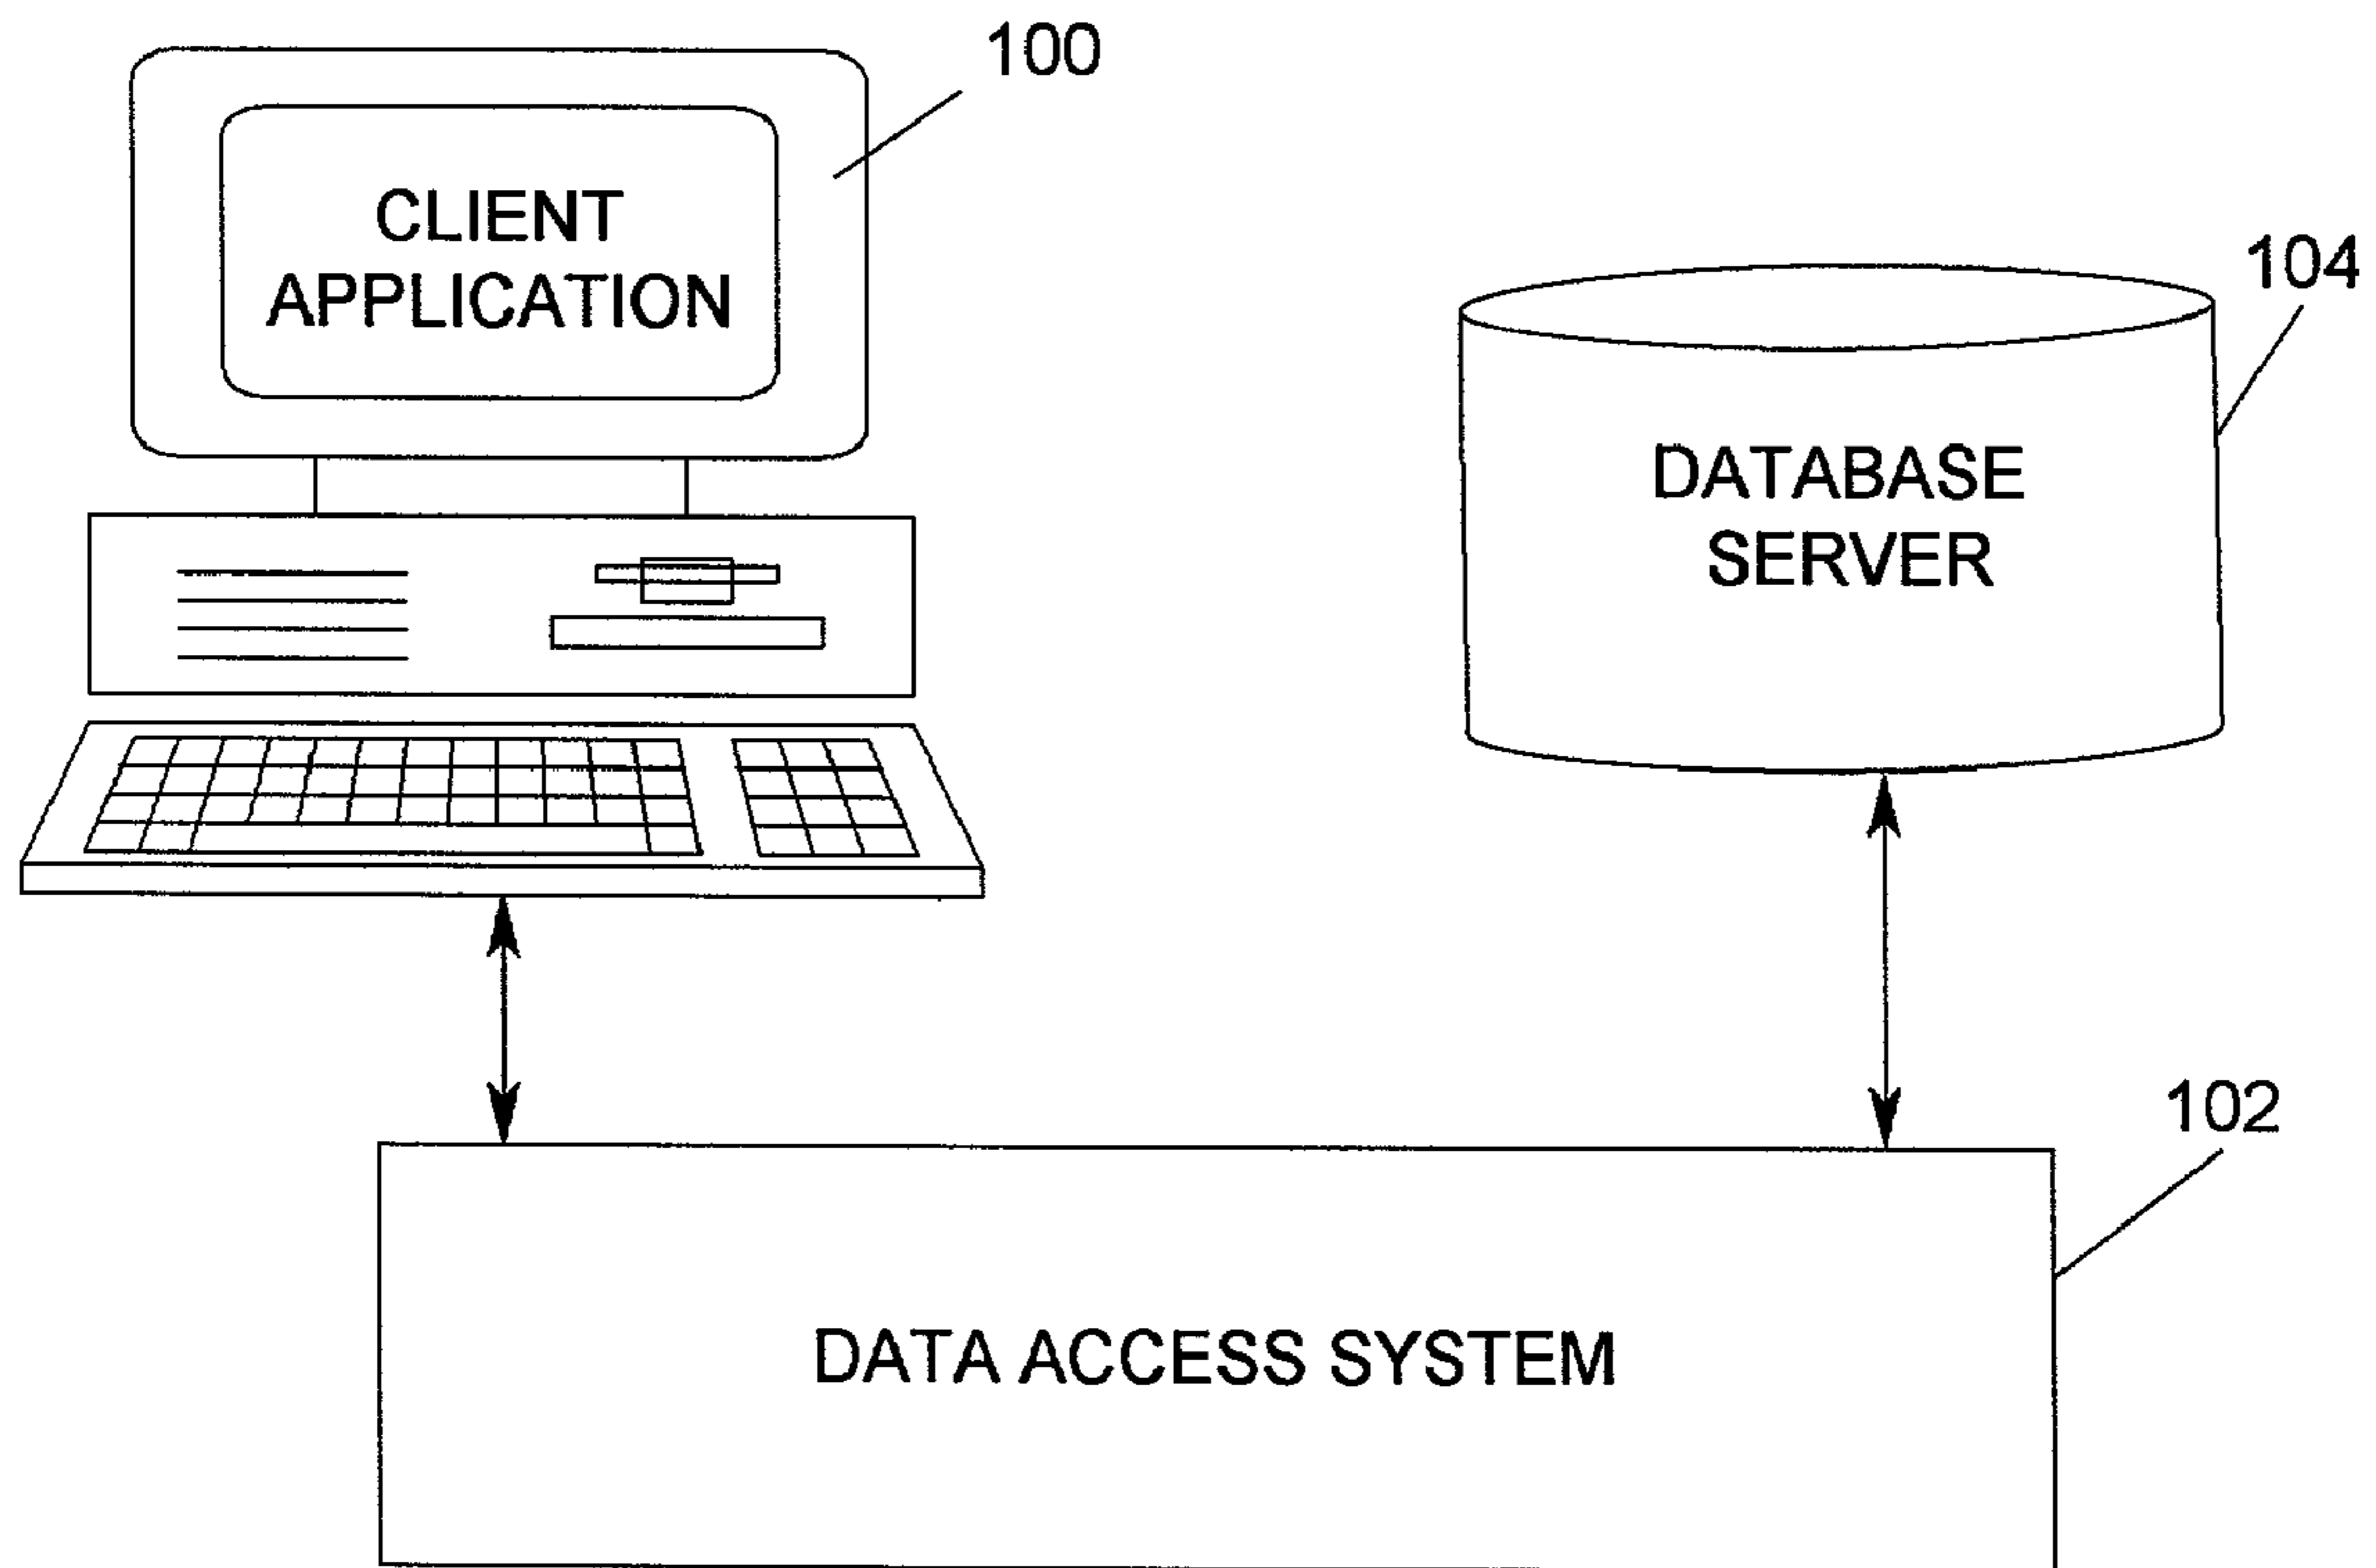 100
CLIENT
APPLICATION
104
DATABASE
SERVER
102
DATA ACCESS SYSTEM